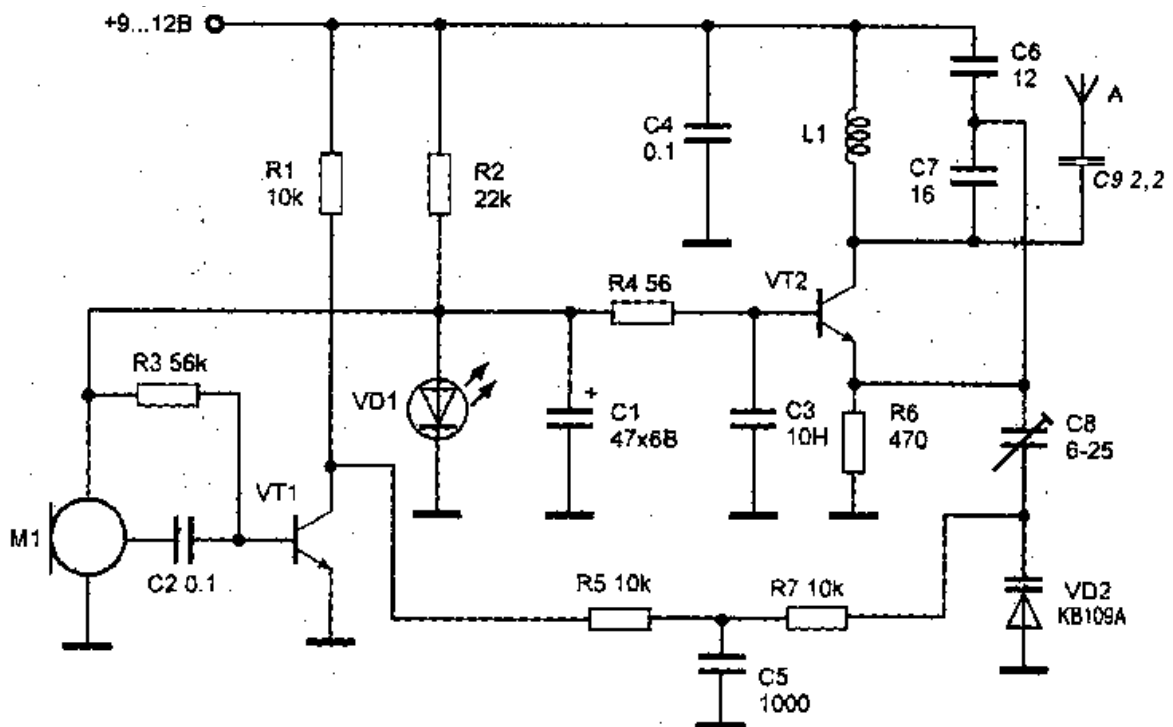 +9...12В
C6
12
A
C4
0.1
L1
R1
10k
R2
22k
C7
16
C9 2,2
VT2
R4 56
R3 56k
VD1
+
C1
47x6В
C3
10Н
R6
470
C8
6-25
VT1
M1
C2 0.1
R5 10k
R7 10k
VD2
КВ109А
C5
1000